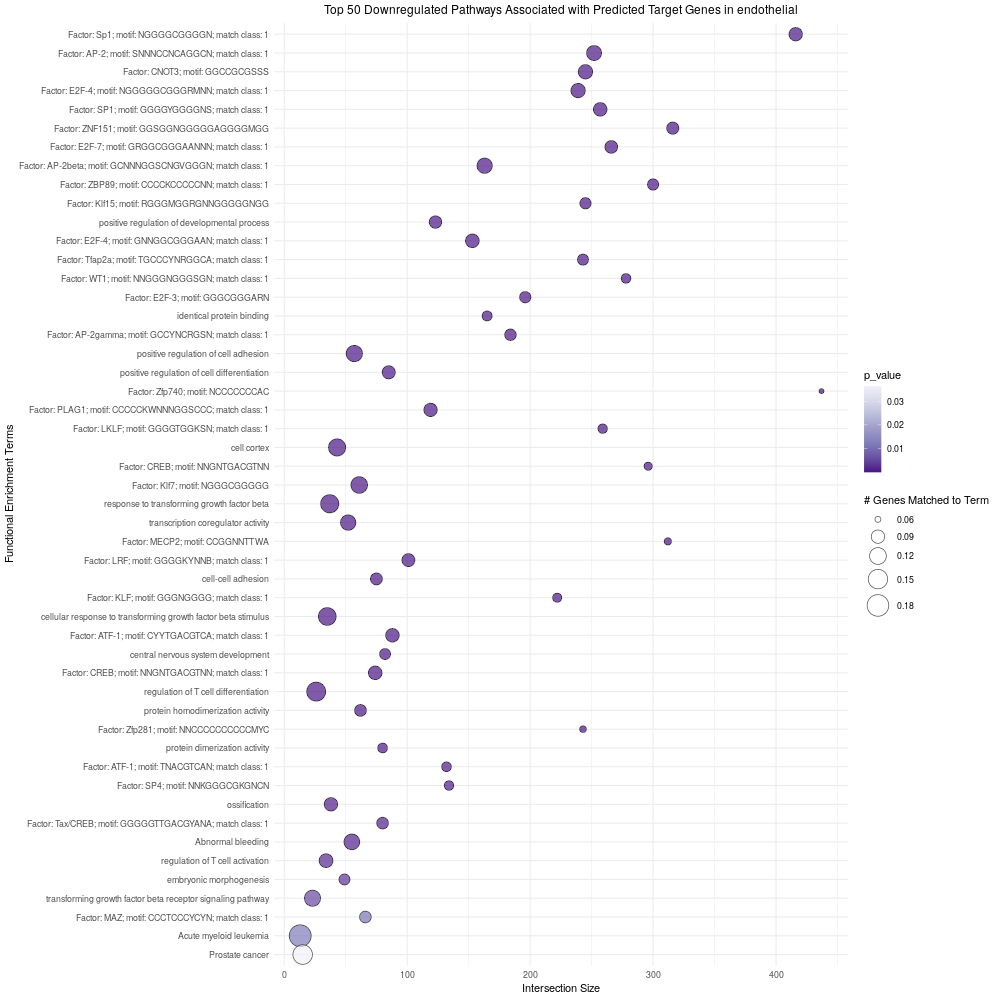 Top 50 Downregulated Pathways Associated with Predicted Target Genes in endothelial
Functional Enrichment Terms
Factor: Sp1; motif: NGGGGCGGGGN; match class: 1
Factor: AP-2; motif: SNNNCCNCAGGCN; match class: 1
Factor: CNOT3; motif: GGCCGCGSSS
Factor: E2F-4; motif: NGGGGGCGGGRMNN; match class: 1
Factor: SP1; motif: GGGGYGGGGNS; match class: 1
Factor: ZNF151; motif: GGSGGNGGGGGAGGGGMGG
Factor: E2F-7; motif: GRGGCGGGAANNN; match class: 1
Factor: AP-2beta; motif: GCNNNGGSCNGVGGGN; match class: 1
Factor: ZBP89; motif: CCCCKCCCCCNN; match class: 1
Factor: Klf15; motif: RGGGMGGRGNNGGGGGNGG
positive regulation of developmental process
Factor: E2F-4; motif: GNNGGCGGGAAN; match class: 1
Factor: Tfap2a; motif: TGCCCYNRGGCA; match class: 1
Factor: WT1; motif: NNGGGNGGGSGN; match class: 1
Factor: E2F-3; motif: GGGCGGGARN
identical protein binding
Factor: AP-2gamma; motif: GCCYNCRGSN; match class: 1
positive regulation of cell adhesion
positive regulation of cell differentiation
Factor: Zfp740; motif: NCCCCCCCAC
Factor: PLAG1; motif: CCCCCKWNNNGGSCCC; match class: 1
Factor: LKLF; motif: GGGGTGGKSN; match class: 1
cell cortex
Factor: CREB; motif: NNGNTGACGTNN
Factor: Klf7; motif: NGGGCGGGGG
response to transforming growth factor beta
transcription coregulator activity
Factor: MECP2; motif: CCGGNNTTWA
Factor: LRF; motif: GGGGKYNNB; match class: 1
cell-cell adhesion
Factor: KLF; motif: GGGNGGGG; match class: 1
cellular response to transforming growth factor beta stimulus
Factor: ATF-1; motif: CYYTGACGTCA; match class: 1
central nervous system development
Factor: CREB; motif: NNGNTGACGTNN; match class: 1
regulation of T cell differentiation
protein homodimerization activity
Factor: Zfp281; motif: NNCCCCCCCCCCMYC
protein dimerization activity
Factor: ATF-1; motif: TNACGTCAN; match class: 1
Factor: SP4; motif: NNKGGGCGKGNCN
ossification
Factor: Tax/CREB; motif: GGGGGTTGACGYANA; match class: 1
Abnormal bleeding
regulation of T cell activation
embryonic morphogenesis
transforming growth factor beta receptor signaling pathway
Factor: MAZ; motif: CCCTCCCYCYN; match class: 1
Acute myeloid leukemia
Prostate cancer
0 100 200 300 400
Intersection Size
p_value
0.03
0.02
0.01
# Genes Matched to Term
0.06
0.09
0.12
0.15
0.18